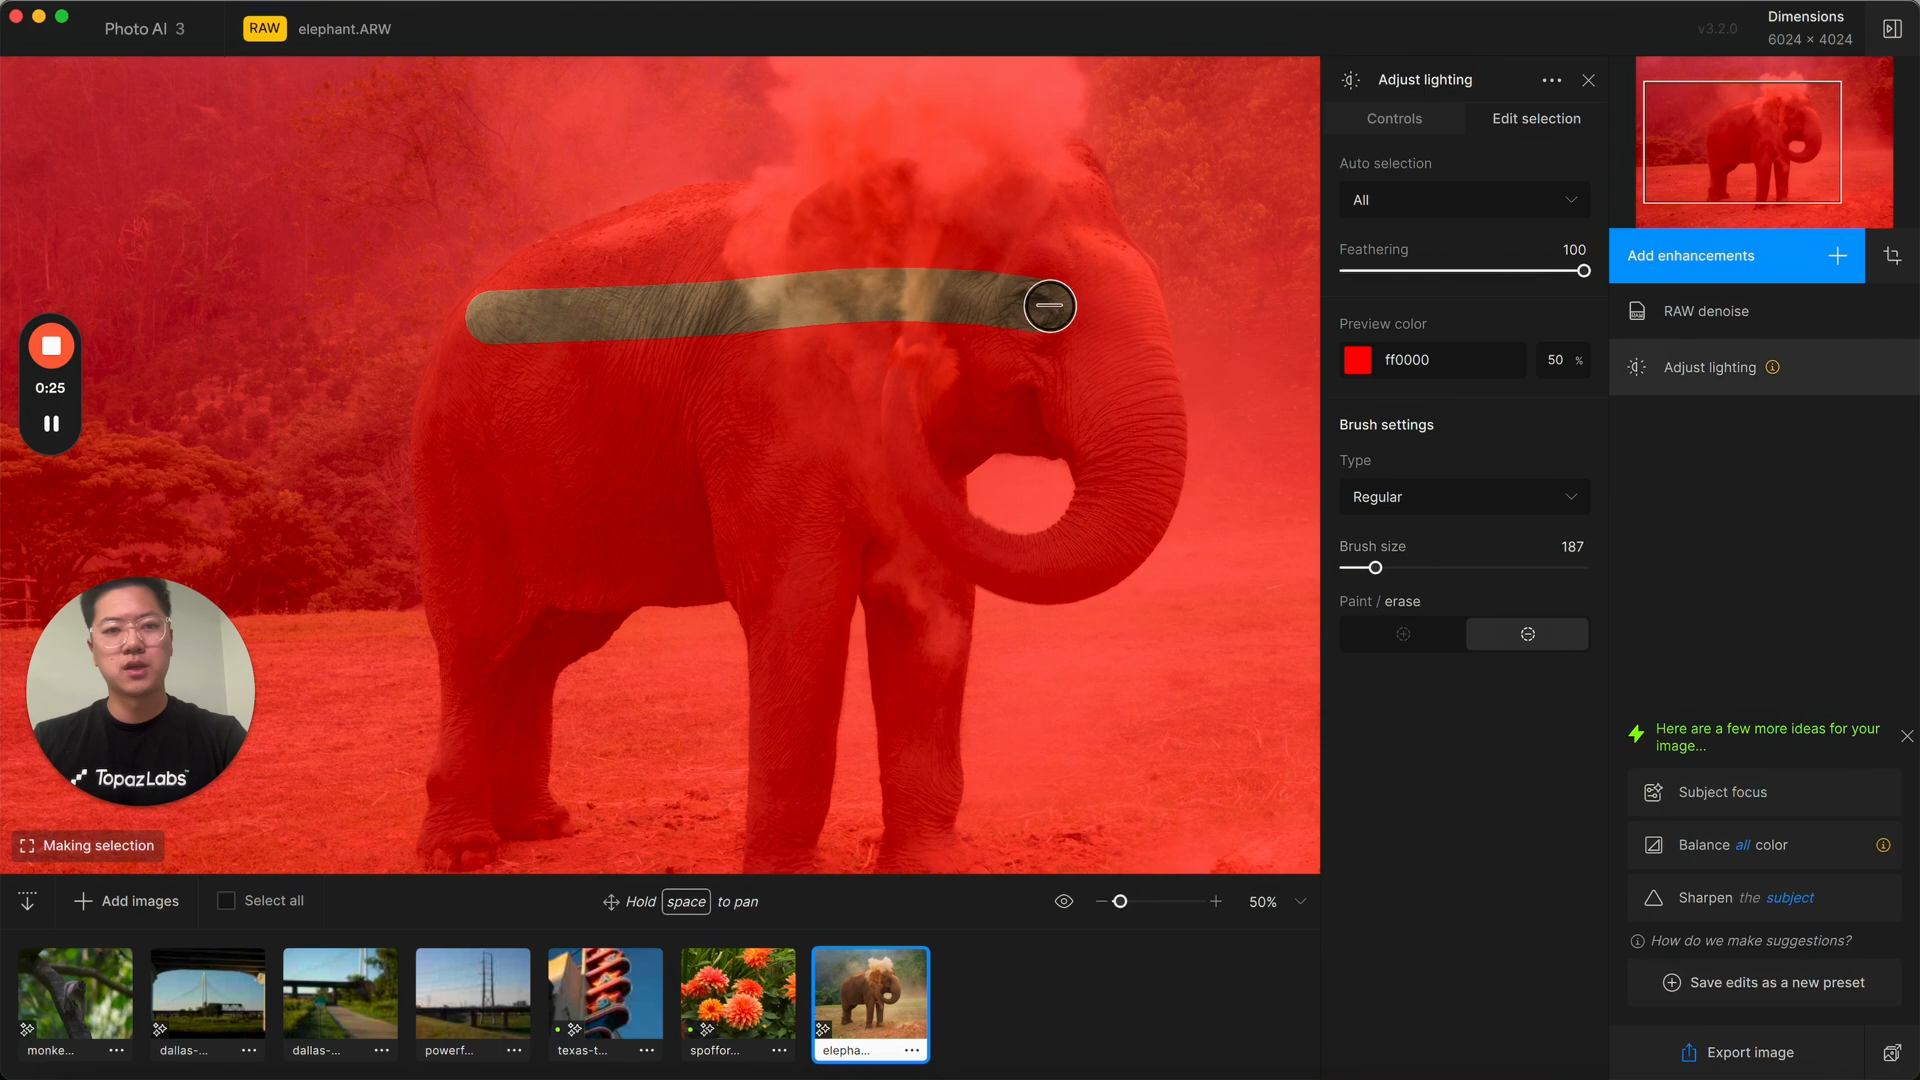 Photo AI 3
RAW
elephant.ARW
v3.2.0
Dimensions
6024 × 4024
Adjust lighting
Controls
Edit selection
Auto selection
All
Feathering
100
Preview color
ff0000
50 %
Brush settings
Type
Regular
Brush size
187
Paint / erase
Add enhancements
RAW denoise
Adjust lighting
Here are a few more ideas for your
image...
Subject focus
Balance all color
Sharpen the subject
How do we make suggestions?
Save edits as a new preset
Export image
0:25
TopazLabs
Making selection
Add images
Select all
Hold space to pan
50%
monke...
dallas-...
dallas-...
powerf...
texas-t...
spoffor...
elepha...